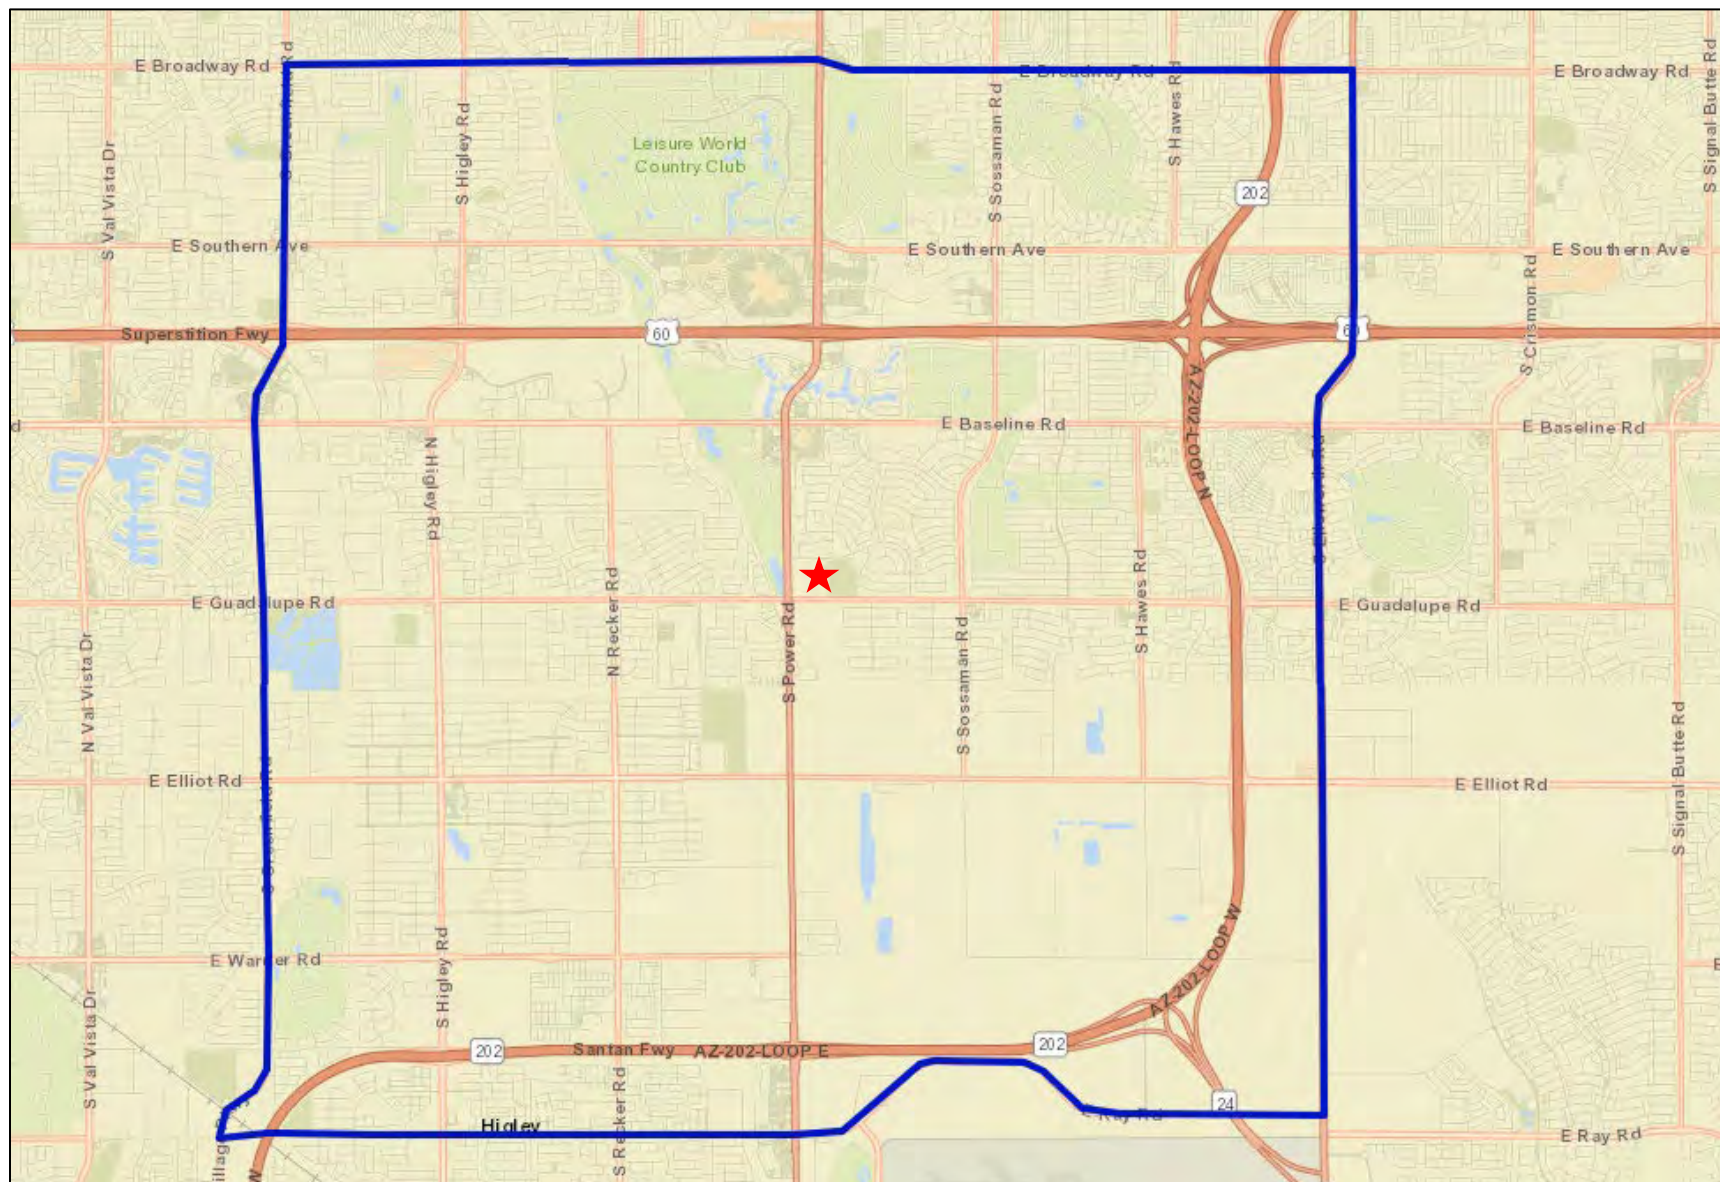 E Broadway Rd
E Broadway Rd
E Broadway Rd
S Signal Butte Rd
S Higley Rd
S Hawes Rd
S Sossaman Rd
S Val Vista Dr
Leisure World
Country Club
202
E Southern Ave
E Southern Ave
E Southern Ave
S Crismon Rd
Superstition Fwy
60
AZ-202-LOOP N
d
E Baseline Rd
E Baseline Rd
N Higley Rd
N Recker Rd
S Hawes Rd
E Guadalupe Rd
E Guadalupe Rd
S Power Rd
S Sossaman Rd
N Val Vista Dr
S Signal Butte Rd
E Elliot Rd
E Elliot Rd
E Warner Rd
S Higley Rd
AZ-202-LOOP W
E
S Val Vista Dr
202
Santan Fwy
AZ-202-LOOP E
202
S Recker Rd
24
E Ray Rd
Higley
E Ray Rd
W